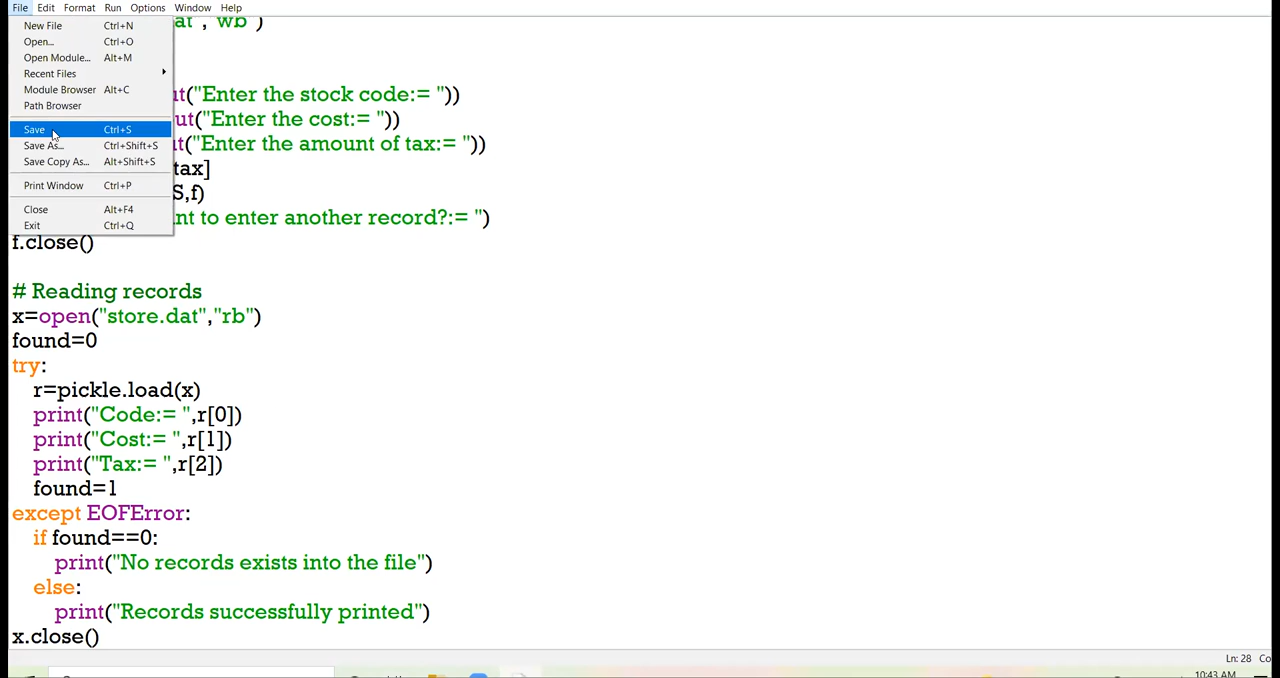 File Edit Format Run Options Window Help
New File Ctrl+N
Open... Ctrl+O
Open Module... Alt+M
Recent Files
Module Browser Alt+C
Path Browser
Save Ctrl+S
Save As... Ctrl+Shift+S
Save Copy As... Alt+Shift+S
Print Window Ctrl+P
Close Alt+F4
Exit Ctrl+Q
at","wb")
ut("Enter the stock code:= "))
ut("Enter the cost:= "))
t("Enter the amount of tax:= "))
tax]
S,f)
nt to enter another record?:= ")
f.close()
# Reading records
x=open("store.dat","rb")
found=0
try:
r=pickle.load(x)
print("Code:= ",r[0])
print("Cost:= ",r[1])
print("Tax:= ",r[2])
found=1
except EOFError:
if found==0:
print("No records exists into the file")
else:
print("Records successfully printed")
x.close()
Ln: 28 Co
10:43 AM